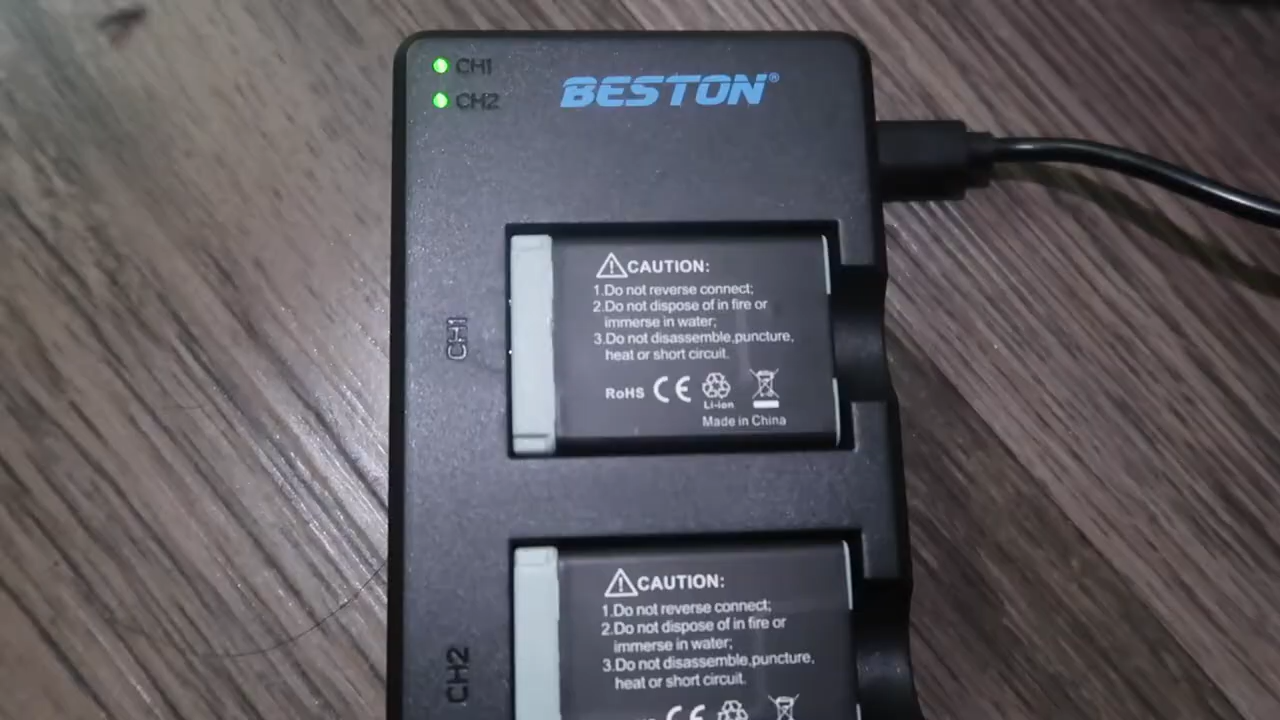 CH1
CH2
BESTON®
CH1
CAUTION:
1.Do not reverse connect;
2.Do not dispose of in fire or
immerse in water;
3.Do not disassemble,puncture,
heat or short circuit.
RoHS CE
Li-ion
Made in China
CH2
CAUTION:
1.Do not reverse connect;
2.Do not dispose of in fire or
immerse in water;
3.Do not disassemble,puncture,
heat or short circuit.
CE